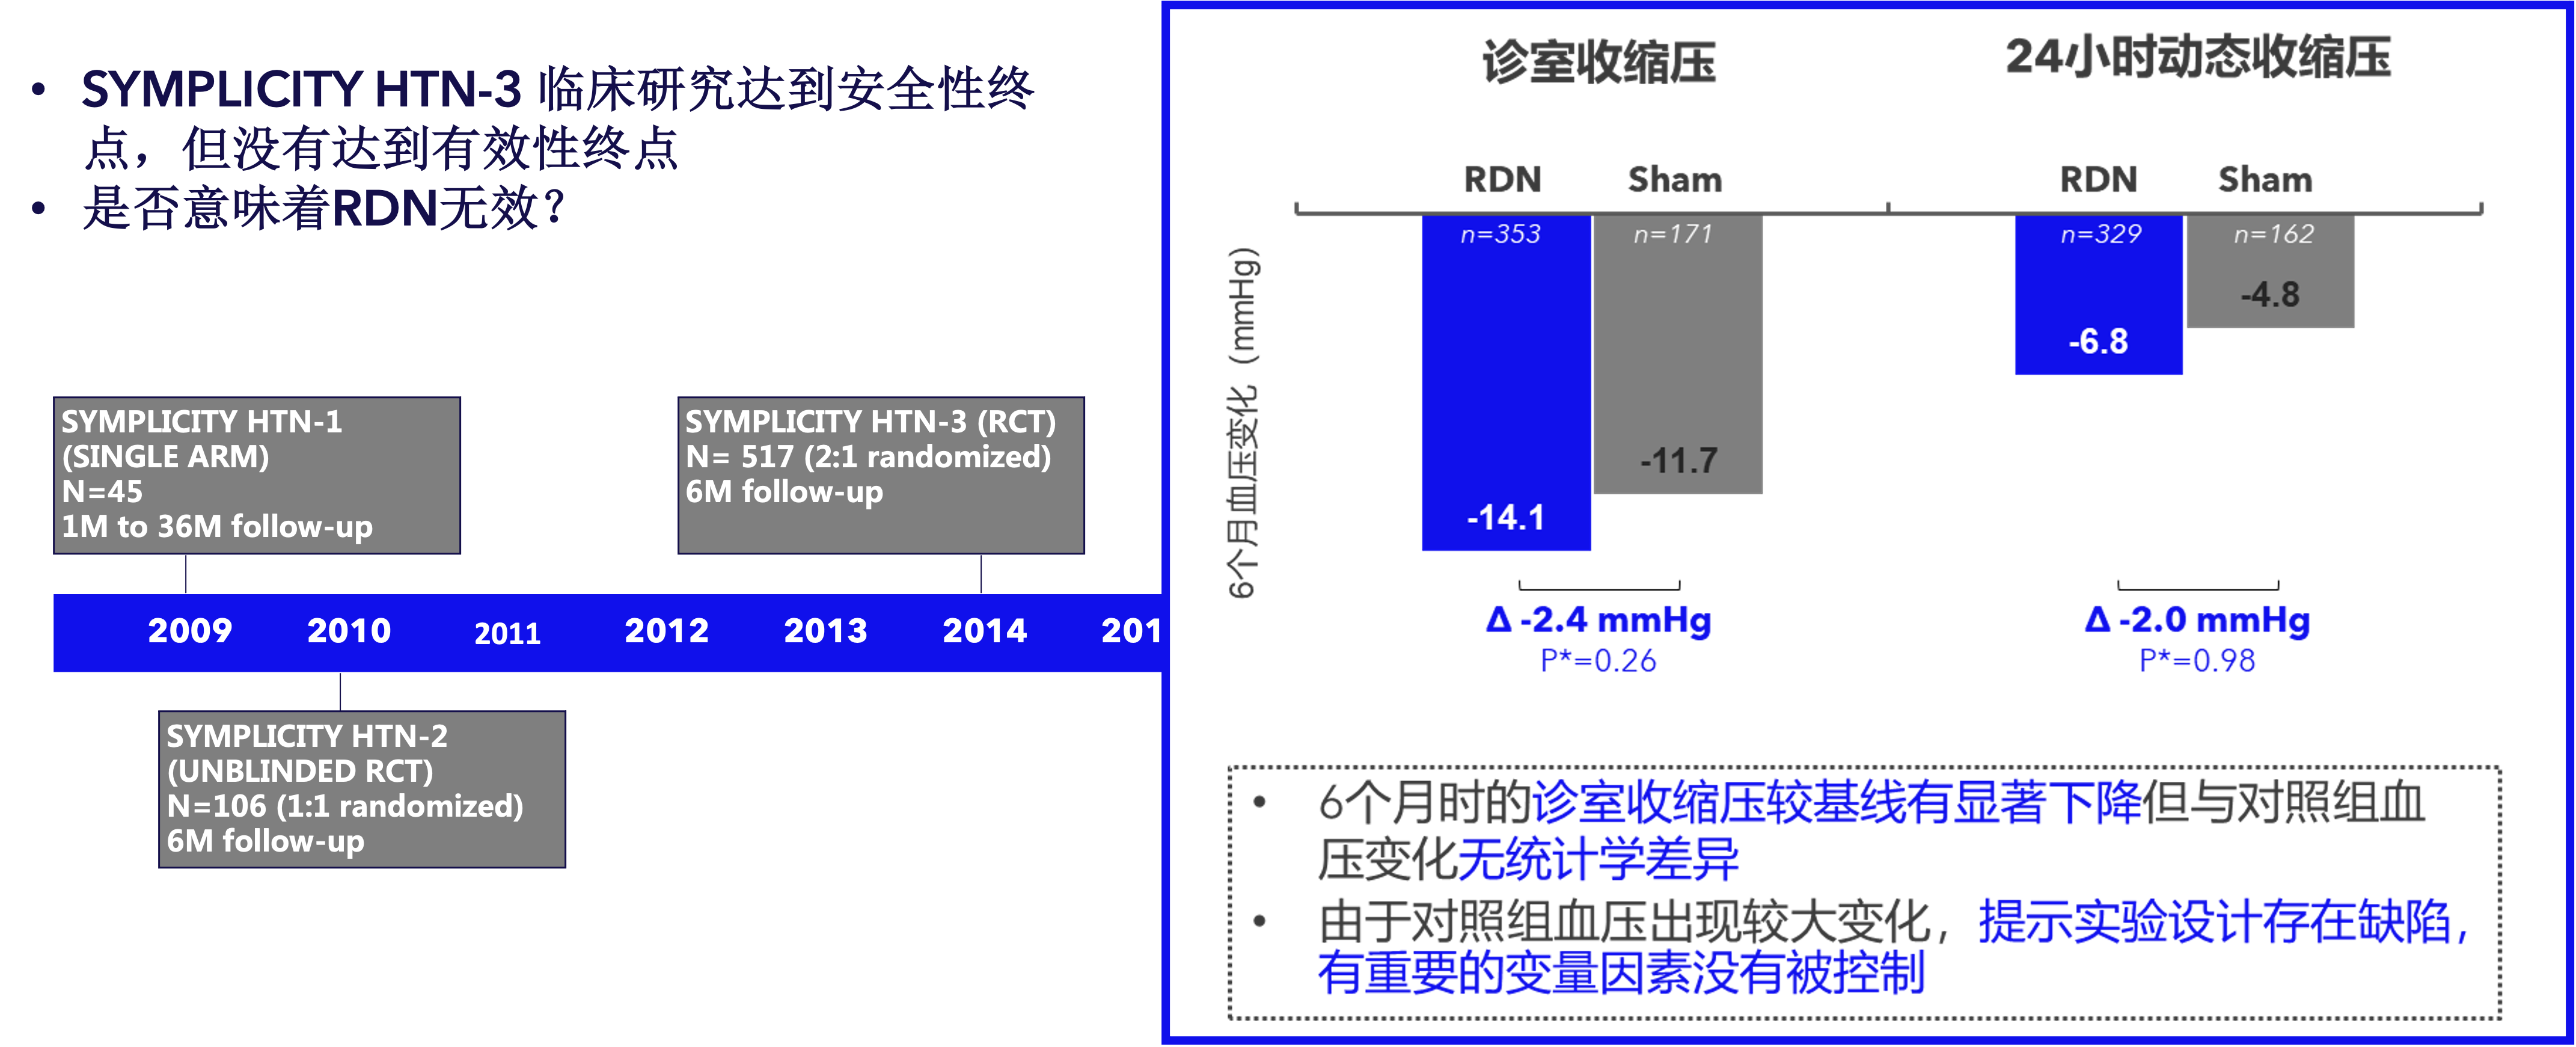 • SYMPLICITY HTN-3 临床研究达到安全性终
点，但没有达到有效性终点
• 是否意味着RDN无效？
SYMPLICITY HTN-1
(SINGLE ARM)
N=45
1M to 36M follow-up
SYMPLICITY HTN-3 (RCT)
N= 517 (2:1 randomized)
6M follow-up
2009 2010 2011 2012 2013 2014 201
SYMPLICITY HTN-2
(UNBLINDED RCT)
N=106 (1:1 randomized)
6M follow-up
诊室收缩压 24小时动态收缩压
RDN Sham RDN Sham
n=353 n=171 n=329 n=162
-14.1 -11.7 -6.8 -4.8
6个月血压变化（mmHg）
Δ -2.4 mmHg Δ -2.0 mmHg
P*=0.26 P*=0.98
• 6个月时的诊室收缩压较基线有显著下降但与对照组血
压变化无统计学差异
• 由于对照组血压出现较大变化，提示实验设计存在缺陷，
有重要的变量因素没有被控制